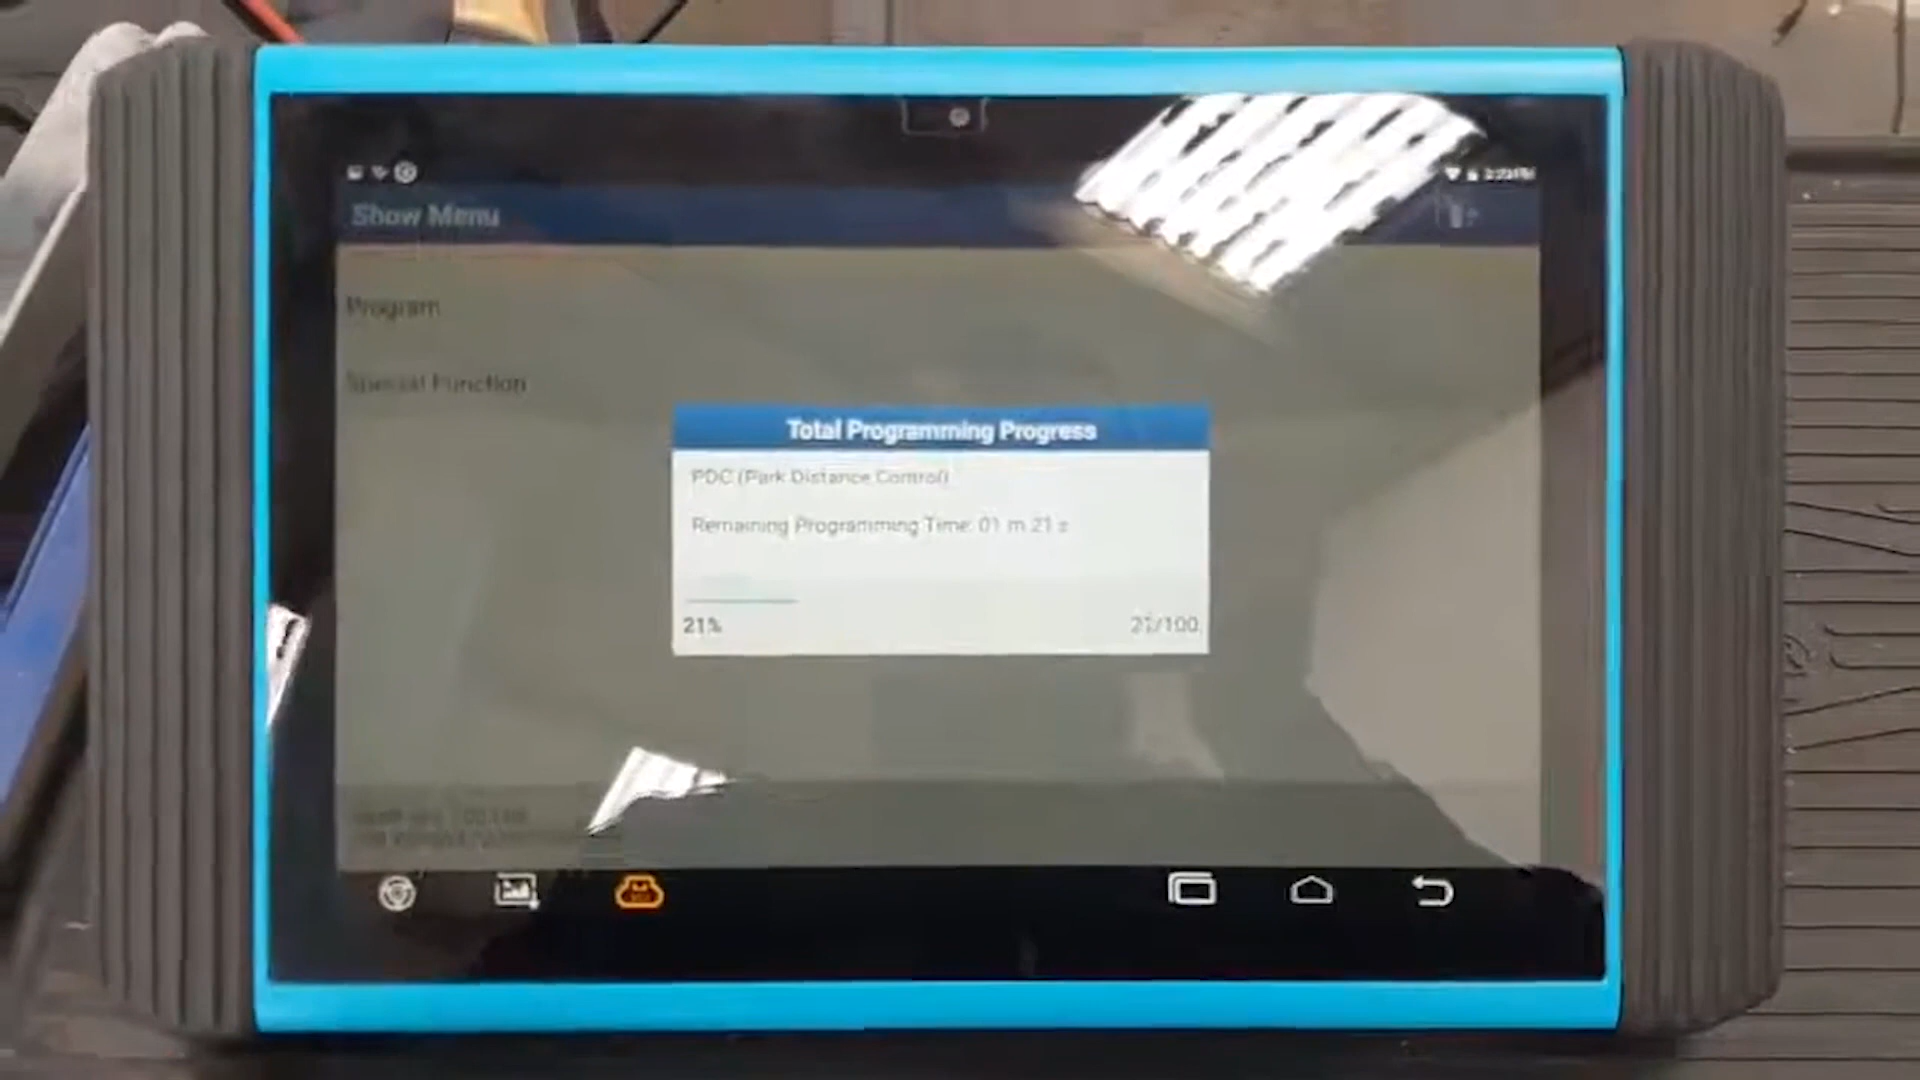 Show Menu
Program
Special Function
Total Programming Progress
PDC (Park Distance Control)
Remaining Programming Time: 01 m 21 s
21%
21/100